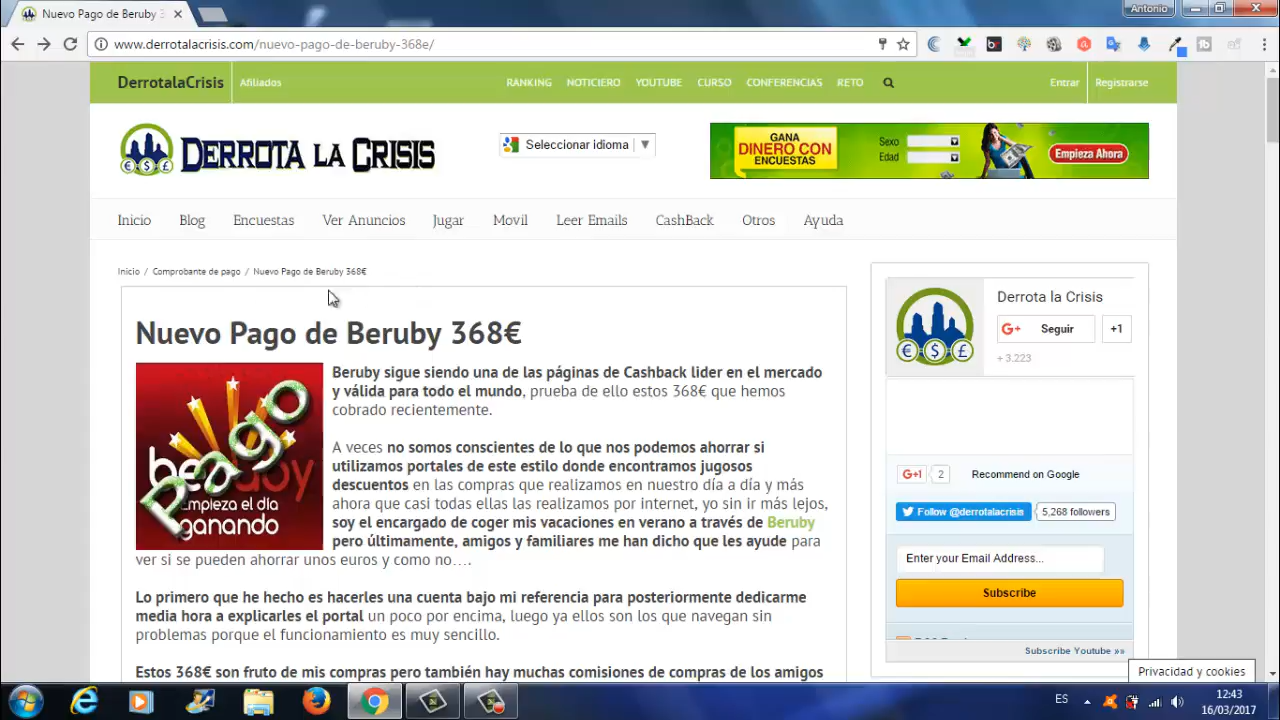 Nuevo Pago de Beruby 3
Antonio
www.derrotalacrisis.com/nuevo-pago-de-beruby-368e/
DerrotalaCrisis Afiliados RANKING NOTICIERO YOUTUBE CURSO CONFERENCIAS RETO Entrar Registrarse
€ $ £ DERROTA LA CRISIS
Seleccionar idioma ▼
GANA
DINERO CON
ENCUESTAS
Sexo
Edad
Empieza Ahora
Inicio Blog Encuestas Ver Anuncios Jugar Movil Leer Emails CashBack Otros Ayuda
Inicio / Comprobante de pago / Nuevo Pago de Beruby 368€
Nuevo Pago de Beruby 368€
Pago
empieza el día
ganando
Beruby sigue siendo una de las páginas de Cashback lider en el mercado
y válida para todo el mundo, prueba de ello estos 368€ que hemos
cobrado recientemente.
A veces no somos conscientes de lo que nos podemos ahorrar si
utilizamos portales de este estilo donde encontramos jugosos
descuentos en las compras que realizamos en nuestro día a día y más
ahora que casi todas ellas las realizamos por internet, yo sin ir más lejos,
soy el encargado de coger mis vacaciones en verano a través de Beruby
pero últimamente, amigos y familiares me han dicho que les ayude para
ver si se pueden ahorrar unos euros y como no….
Lo primero que he hecho es hacerles una cuenta bajo mi referencia para posteriormente dedicarme
media hora a explicarles el portal un poco por encima, luego ya ellos son los que navegan sin
problemas porque el funcionamiento es muy sencillo.
Estos 368€ son fruto de mis compras pero también hay muchas comisiones de compras de los amigos
Derrota la Crisis
€ $ £
G+ Seguir +1
+ 3.223
G+1 2 Recommend on Google
Follow @derrotalacrisis 5,268 followers
Enter your Email Address...
Subscribe
Subscribe Youtube »»
Privacidad y cookies
ES
12:43
16/03/2017